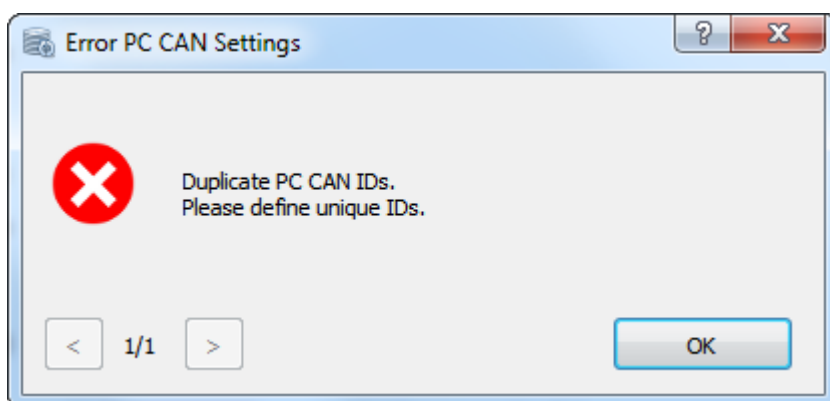 Error PC CAN Settings
Duplicate PC CAN IDs.
Please define unique IDs.
< 1/1 >
OK